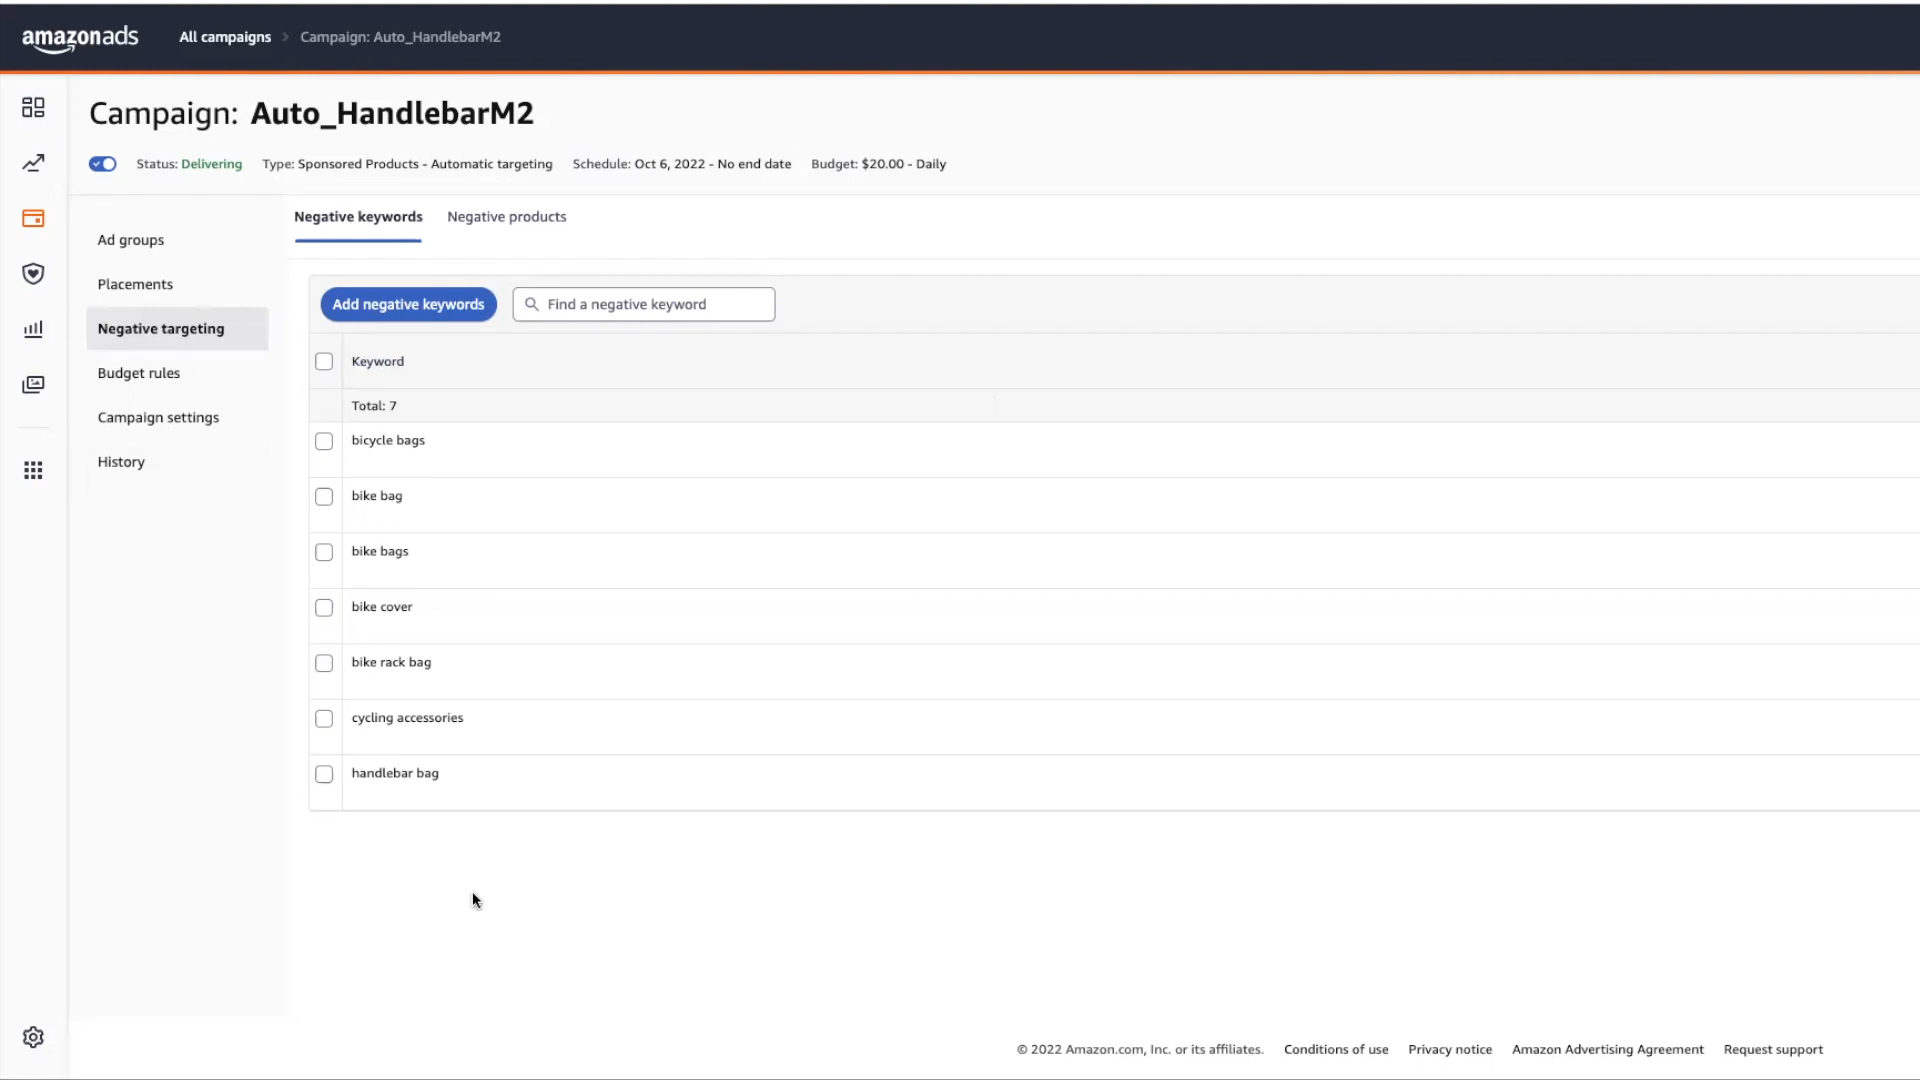 amazonads All campaigns > Campaign: Auto_HandlebarM2
Campaign: Auto_HandlebarM2
Status: Delivering Type: Sponsored Products - Automatic targeting Schedule: Oct 6, 2022 - No end date Budget: $20.00 - Daily
Ad groups
Placements
Negative targeting
Budget rules
Campaign settings
History
Negative keywords Negative products
Add negative keywords Find a negative keyword
Keyword
Total: 7
bicycle bags
bike bag
bike bags
bike cover
bike rack bag
cycling accessories
handlebar bag
© 2022 Amazon.com, Inc. or its affiliates. Conditions of use Privacy notice Amazon Advertising Agreement Request support